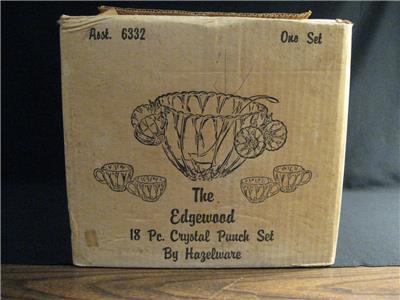 Asst. 6332 One Set
The
Edgewood
18 Pc. Crystal Punch Set
By Hazelware